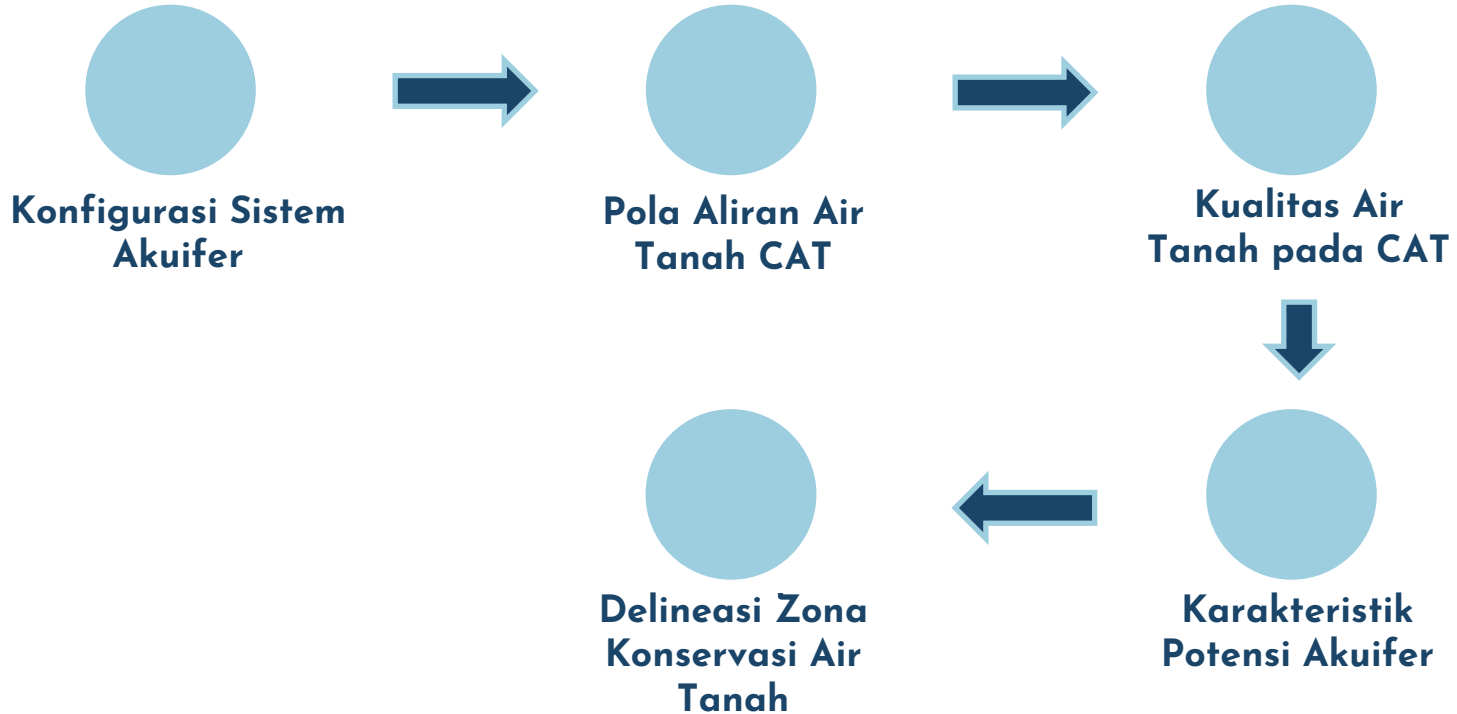 Konfigurasi Sistem
Akuifer
Pola Aliran Air
Tanah CAT
Kualitas Air
Tanah pada CAT
Karakteristik
Potensi Akuifer
Delineasi Zona
Konservasi Air
Tanah